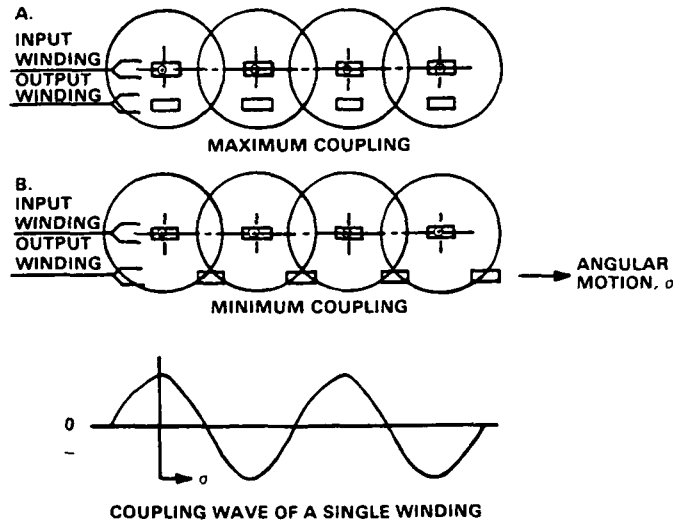 A.
INPUT
WINDING
OUTPUT
WINDING
MAXIMUM COUPLING
B.
INPUT
WINDING
OUTPUT
WINDING
MINIMUM COUPLING
ANGULAR
MOTION, σ
0
–
σ
COUPLING WAVE OF A SINGLE WINDING